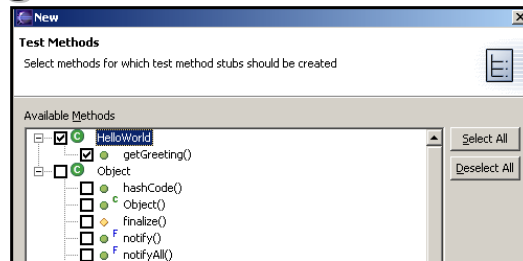 New
Test Methods
Select methods for which test method stubs should be created
Available Methods
HelloWorld
getGreeting()
Object
hashCode()
C Object()
finalize()
F notify()
F notifyAll()
Select All
Deselect All